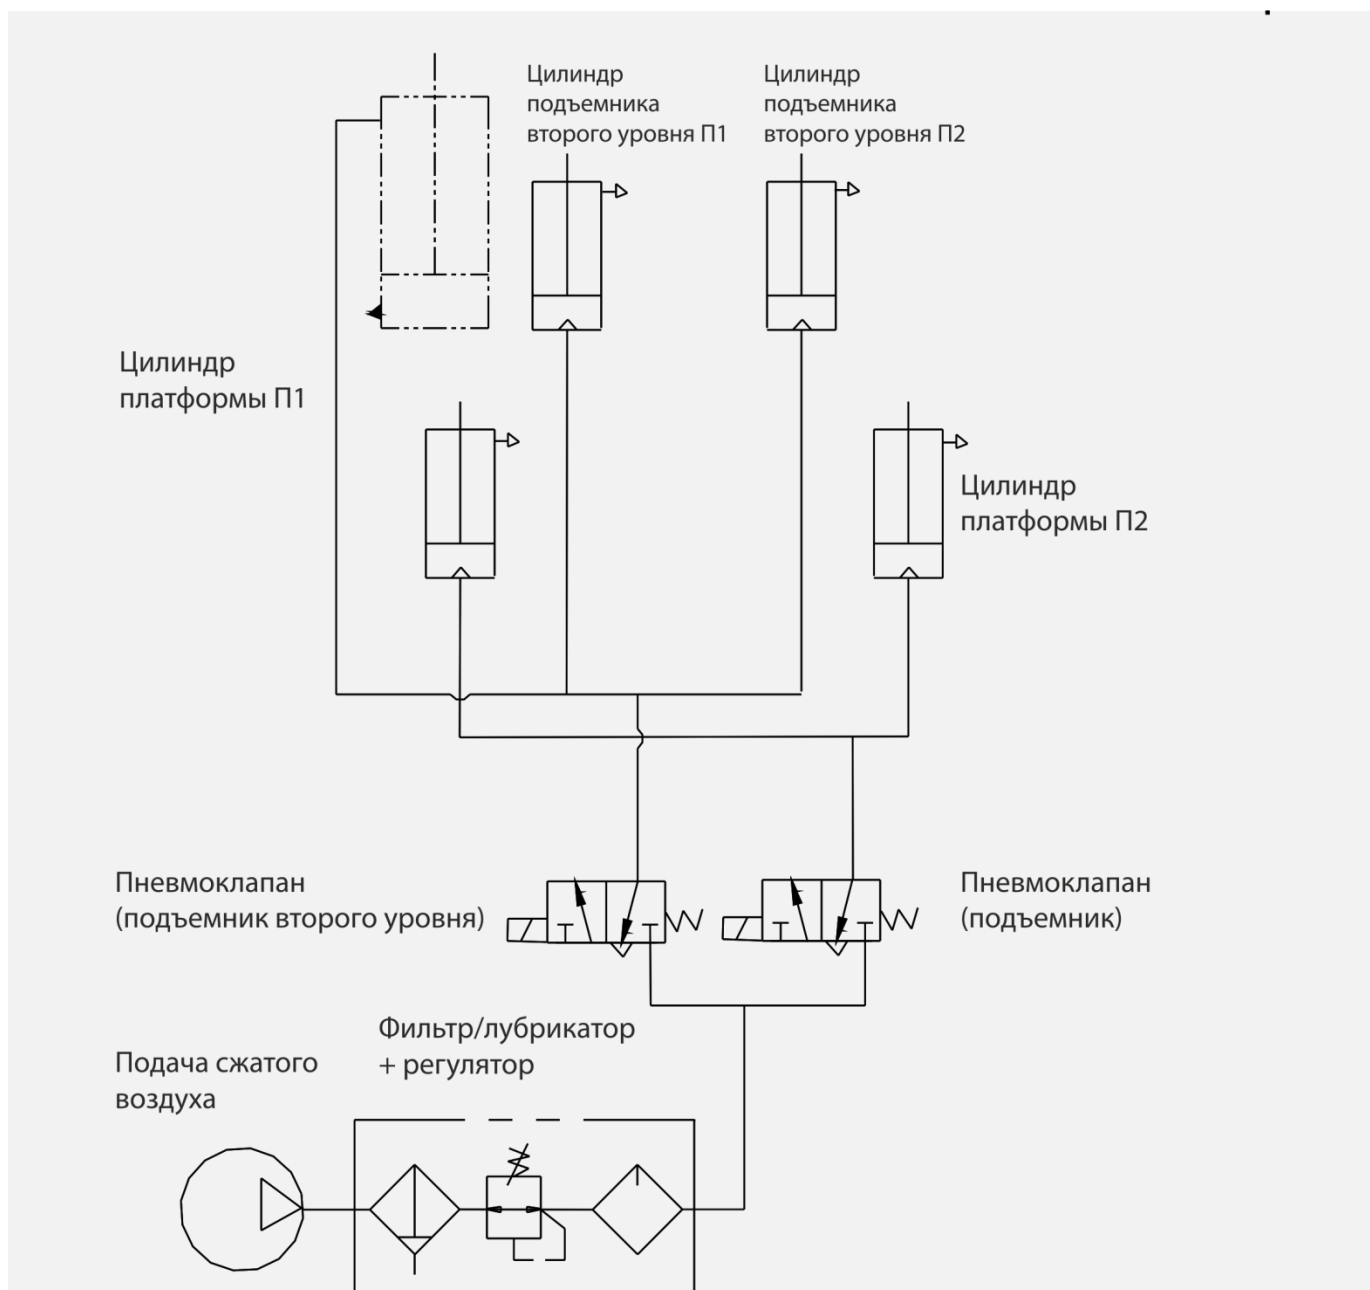 Цилиндр
подъемника
второго уровня П1
Цилиндр
подъемника
второго уровня П2
Цилиндр
платформы П1
Цилиндр
платформы П2
Пневмоклапан
(подъемник второго уровня)
Пневмоклапан
(подъемник)
Фильтр/лубрикатор
+ регулятор
Подача сжатого
воздуха